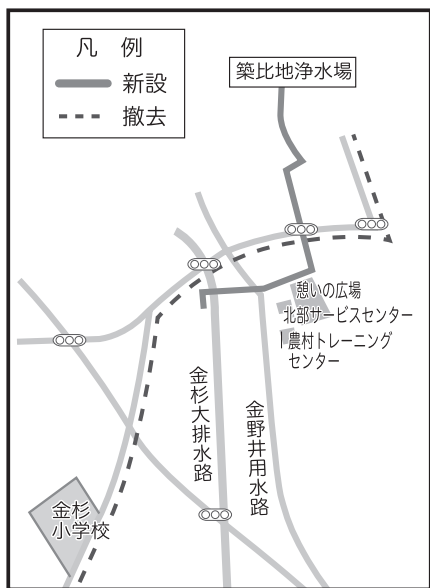 凡 例
新設
撤去
築比地浄水場
憩いの広場
北部サービスセンター
農村トレーニング
センター
金杉大排水路
金野井用水路
金杉
小学校